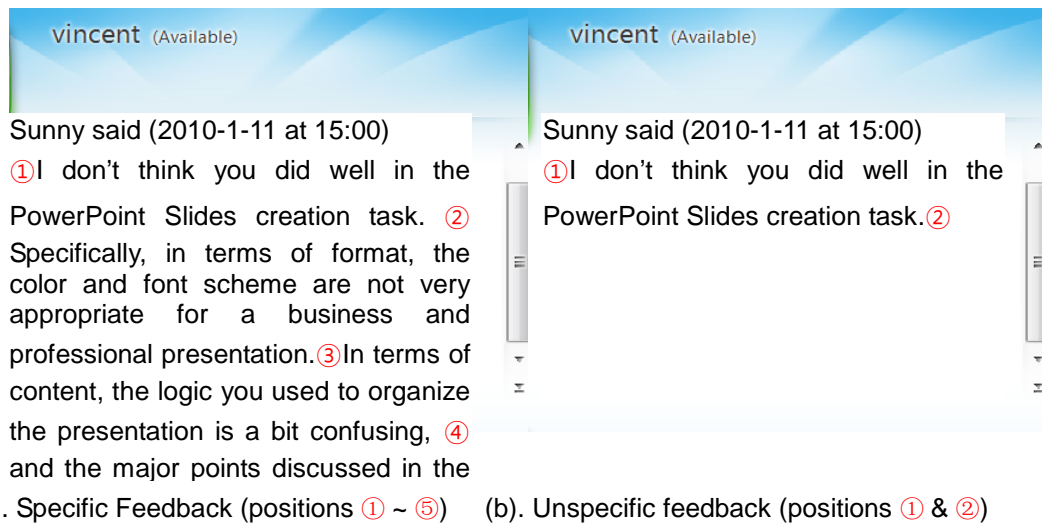 vincent (Available)
Sunny said (2010-1-11 at 15:00)
①I don’t think you did well in the
PowerPoint Slides creation task. ②
Specifically, in terms of format, the
color and font scheme are not very
appropriate for a business and
professional presentation.③In terms of
content, the logic you used to organize
the presentation is a bit confusing, ④
and the major points discussed in the
. Specific Feedback (positions ① ~ ⑤)
vincent (Available)
Sunny said (2010-1-11 at 15:00)
①I don’t think you did well in the
PowerPoint Slides creation task.②
(b). Unspecific feedback (positions ① & ②)